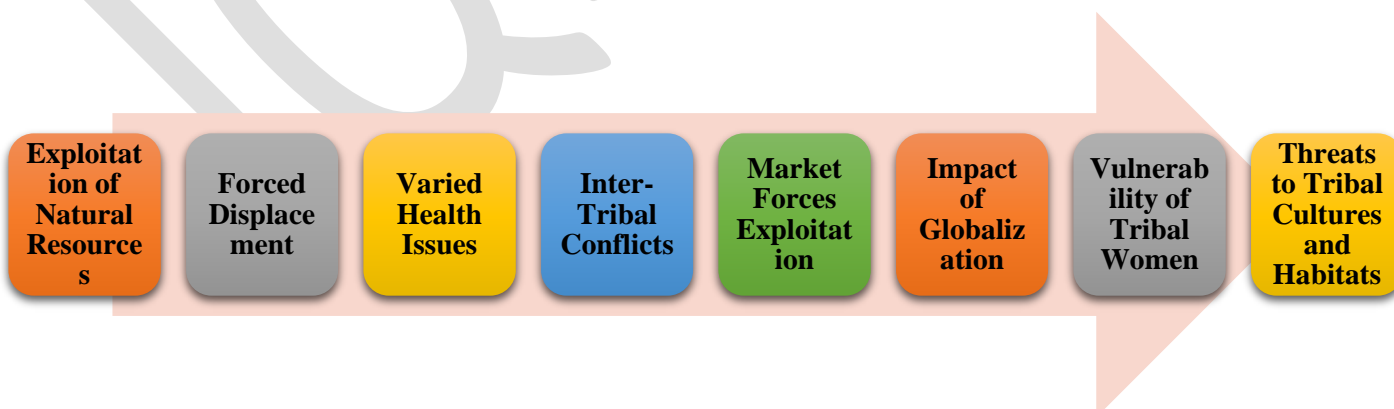 Exploitat
ion of
Natural
Resource
s
Forced
Displace
ment
Varied
Health
Issues
Inter-
Tribal
Conflicts
Market
Forces
Exploitat
ion
Impact
of
Globaliz
ation
Vulnerab
ility of
Tribal
Women
Threats
to Tribal
Cultures
and
Habitats